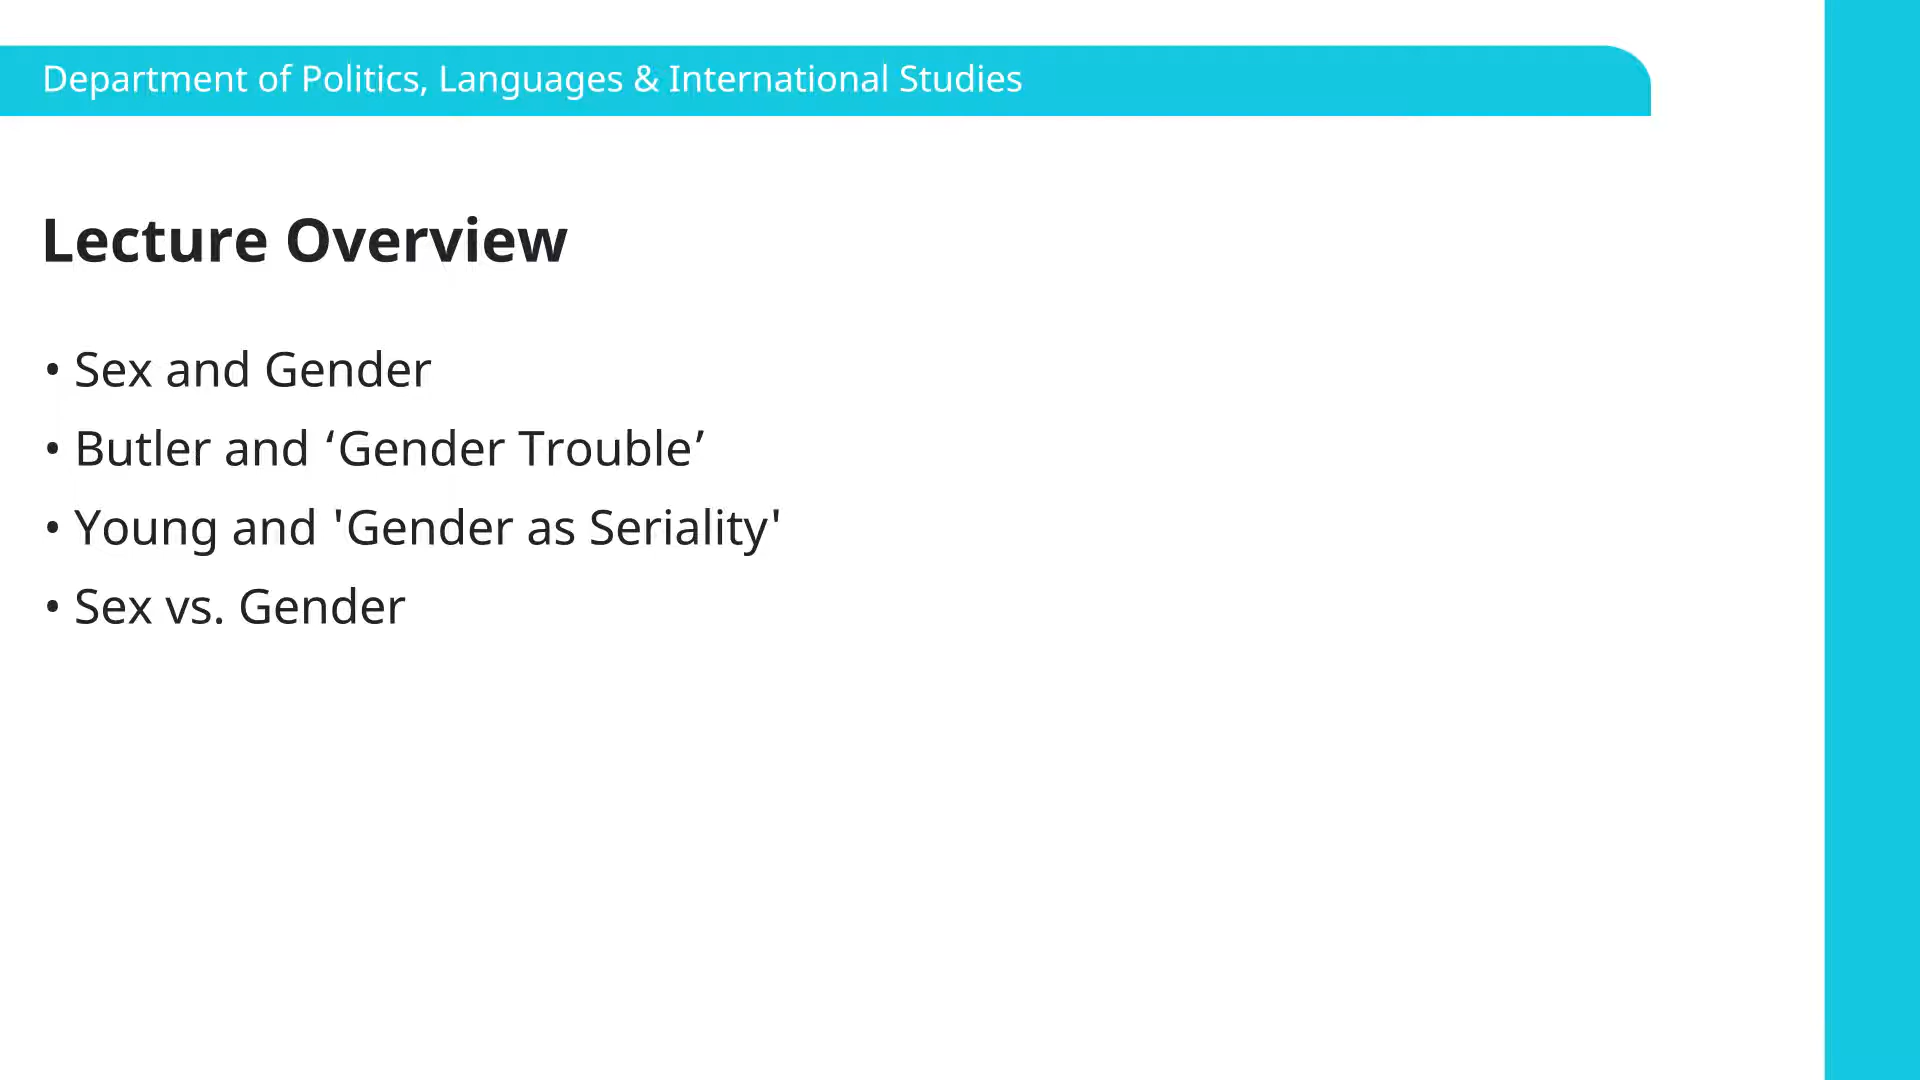 Department of Politics, Languages & International Studies
Lecture Overview
• Sex and Gender
• Butler and ‘Gender Trouble’
• Young and 'Gender as Seriality'
• Sex vs. Gender